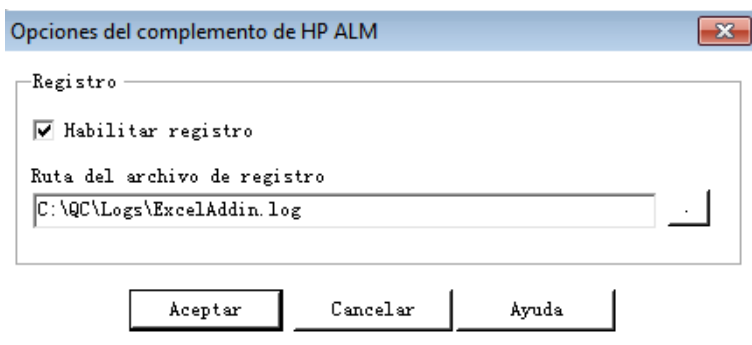 Opciones del complemento de HP ALM
Registro
Habilitar registro
Ruta del archivo de registro
C:\QC\Logs\ExcelAddin.log
.
Aceptar Cancelar Ayuda